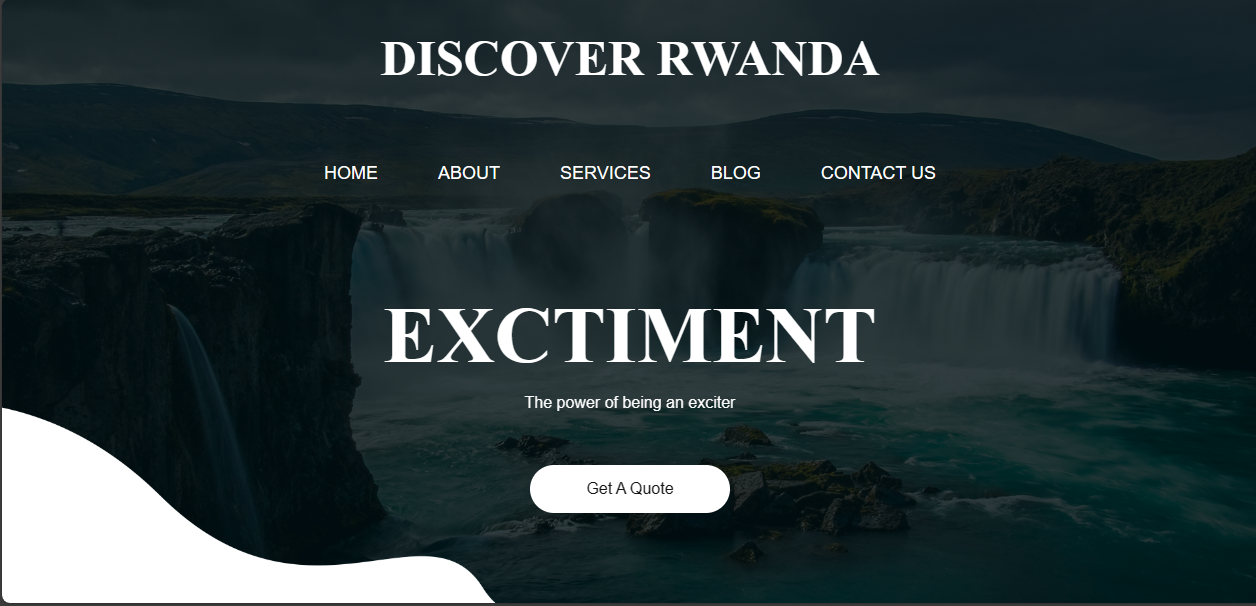 DISCOVER RWANDA
HOME ABOUT SERVICES BLOG CONTACT US
EXCTIMENT
The power of being an exciter
Get A Quote